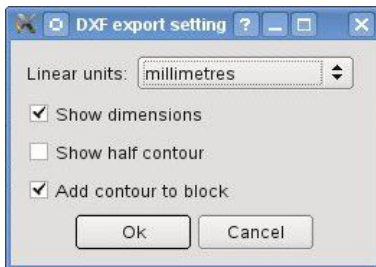 DXF export setting ?
Linear units: millimetres
Show dimensions
Show half contour
Add contour to block
Ok Cancel